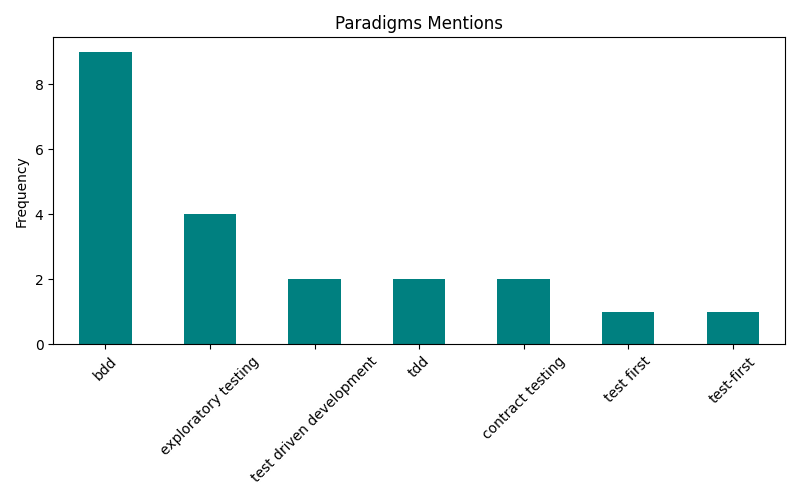 Paradigms Mentions
Frequency
8
6
4
2
0
bdd
exploratory testing
test driven development
tdd
contract testing
test first
test-first